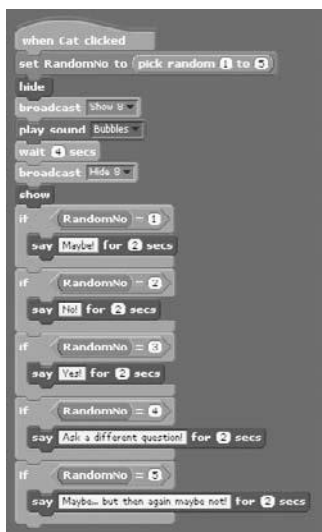 when Cat clicked
set RandomNo to pick random 1 to 5
hide
broadcast Show 8
play sound Bubbles
wait 4 secs
broadcast Hide 8
show
if RandomNo = 1
say Maybe! for 2 secs
if RandomNo = 2
say No! for 2 secs
if RandomNo = 3
say Yes! for 2 secs
if RandomNo = 4
say Ask a different question! for 2 secs
if RandomNo = 5
say Maybe... but then again maybe not! for 2 secs